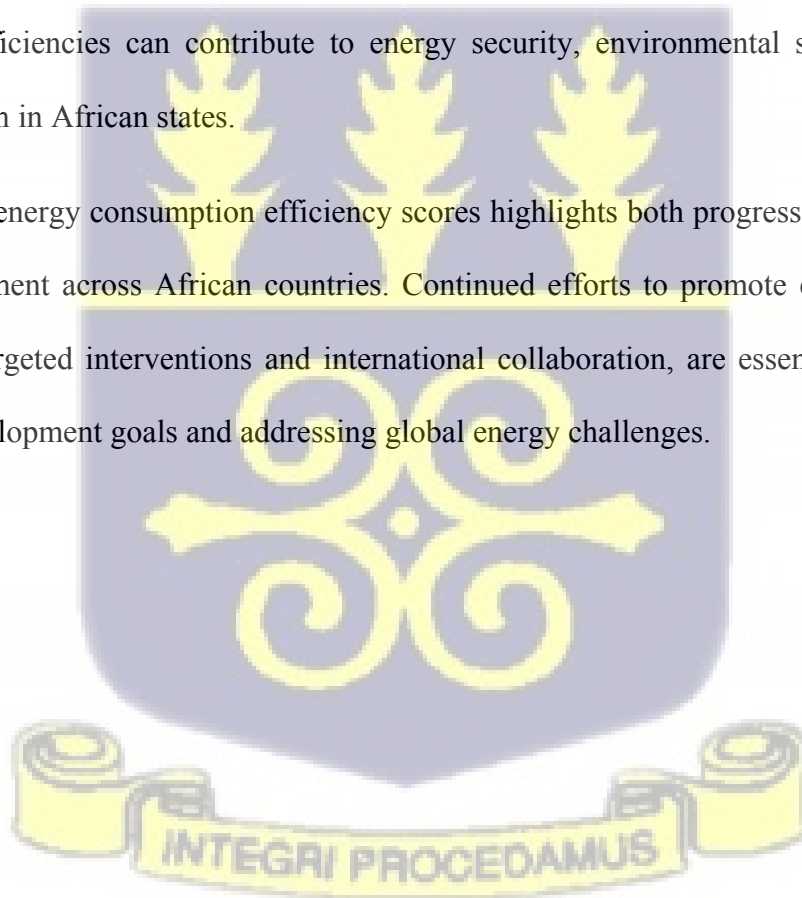 iciencies can contribute to energy security, environmental s
n in African states.
energy consumption efficiency scores highlights both progress
ment across African countries. Continued efforts to promote
rgeted interventions and international collaboration, are essen
lopment goals and addressing global energy challenges.
INTEGRI PROCEDAMUS